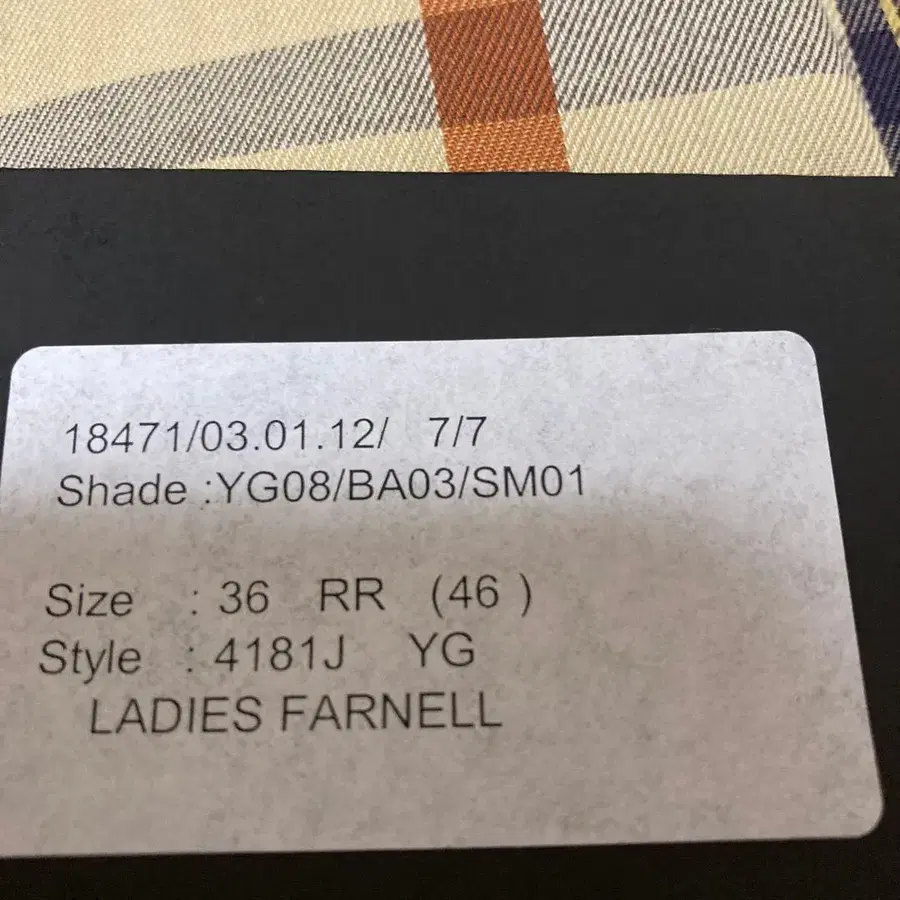 18471/03.01.12/ 7/7
Shade :YG08/BA03/SM01
Size : 36 RR (46 )
Style : 4181J YG
LADIES FARNELL